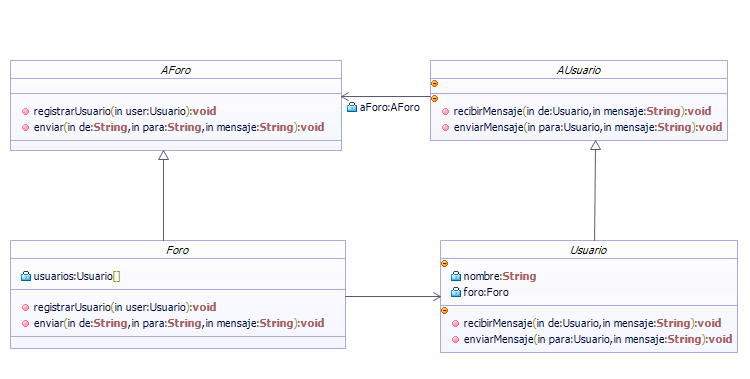 AForo
registrarUsuario(in user:Usuario):void
enviar(in de:String,in para:String,in mensaje:String):void
AUsuario
recibirMensaje(in de:Usuario,in mensaje:String):void
enviarMensaje(in para:Usuario,in mensaje:String):void
aForo:AForo
Foro
usuarios:Usuario[]
registrarUsuario(in user:Usuario):void
enviar(in de:String,in para:String,in mensaje:String):void
Usuario
nombre:String
foro:Foro
recibirMensaje(in de:Usuario,in mensaje:String):void
enviarMensaje(in para:Usuario,in mensaje:String):void